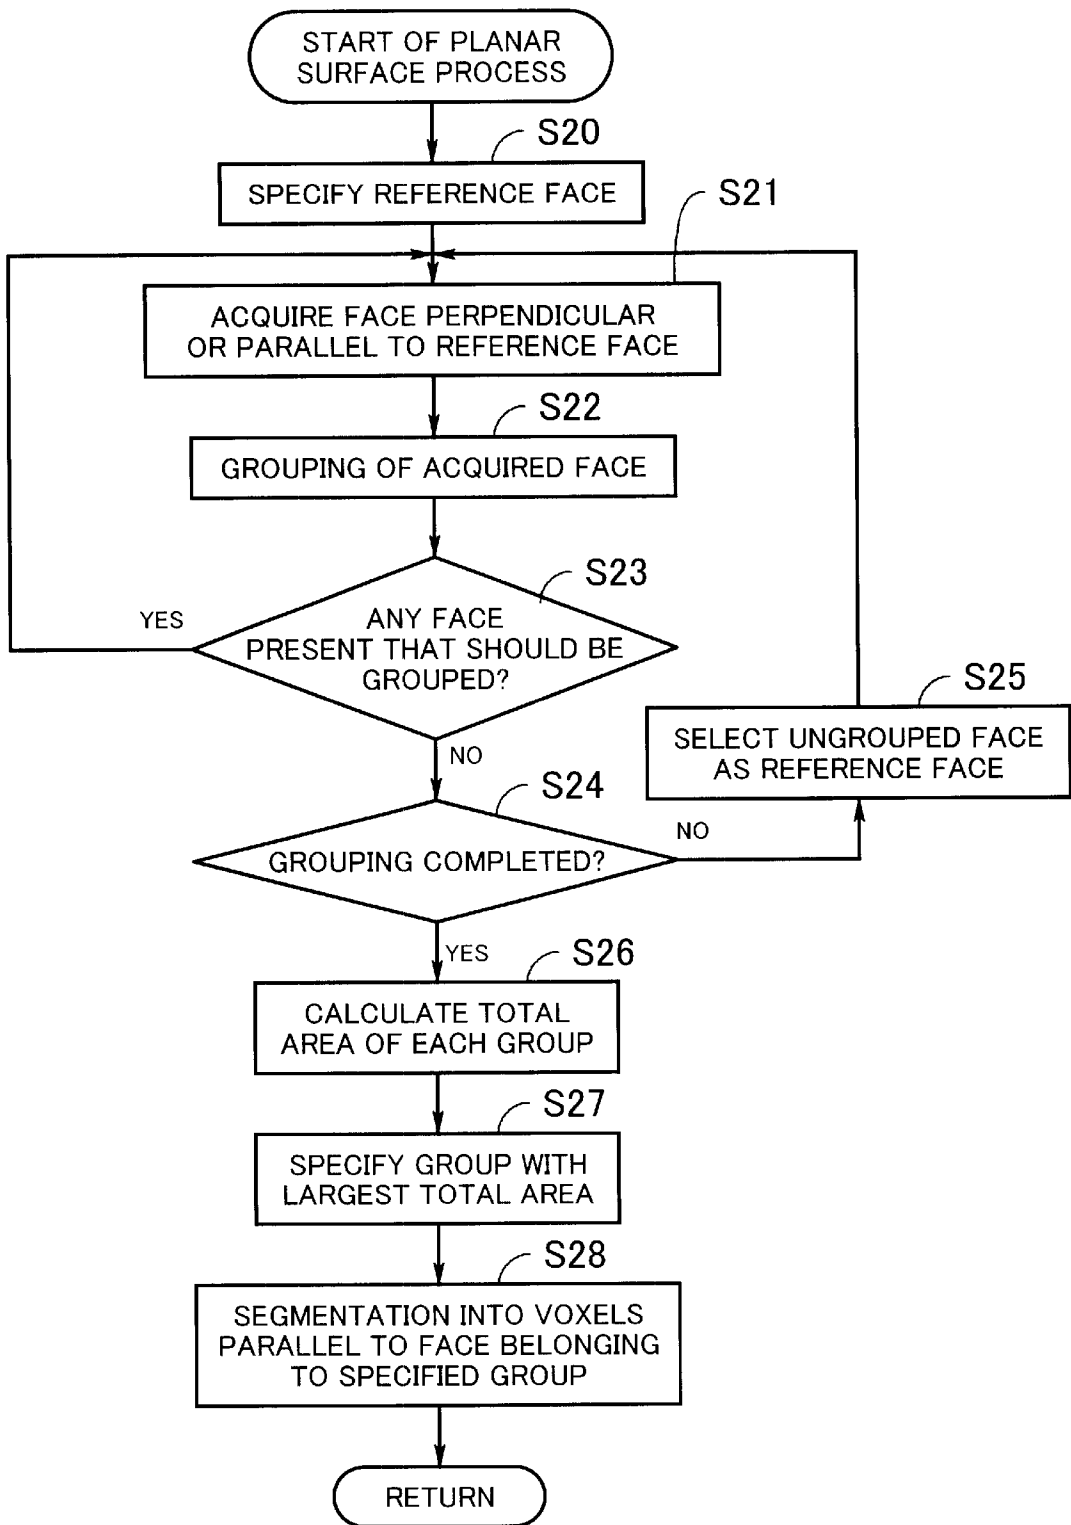 START OF PLANAR
SURFACE PROCESS
S20
SPECIFY REFERENCE FACE
S21
ACQUIRE FACE PERPENDICULAR
OR PARALLEL TO REFERENCE FACE
S22
GROUPING OF ACQUIRED FACE
S23
YES
ANY FACE
PRESENT THAT SHOULD BE
GROUPED?
NO
S25
SELECT UNGROUPED FACE
AS REFERENCE FACE
S24
NO
GROUPING COMPLETED?
YES
S26
CALCULATE TOTAL
AREA OF EACH GROUP
S27
SPECIFY GROUP WITH
LARGEST TOTAL AREA
S28
SEGMENTATION INTO VOXELS
PARALLEL TO FACE BELONGING
TO SPECIFIED GROUP
RETURN